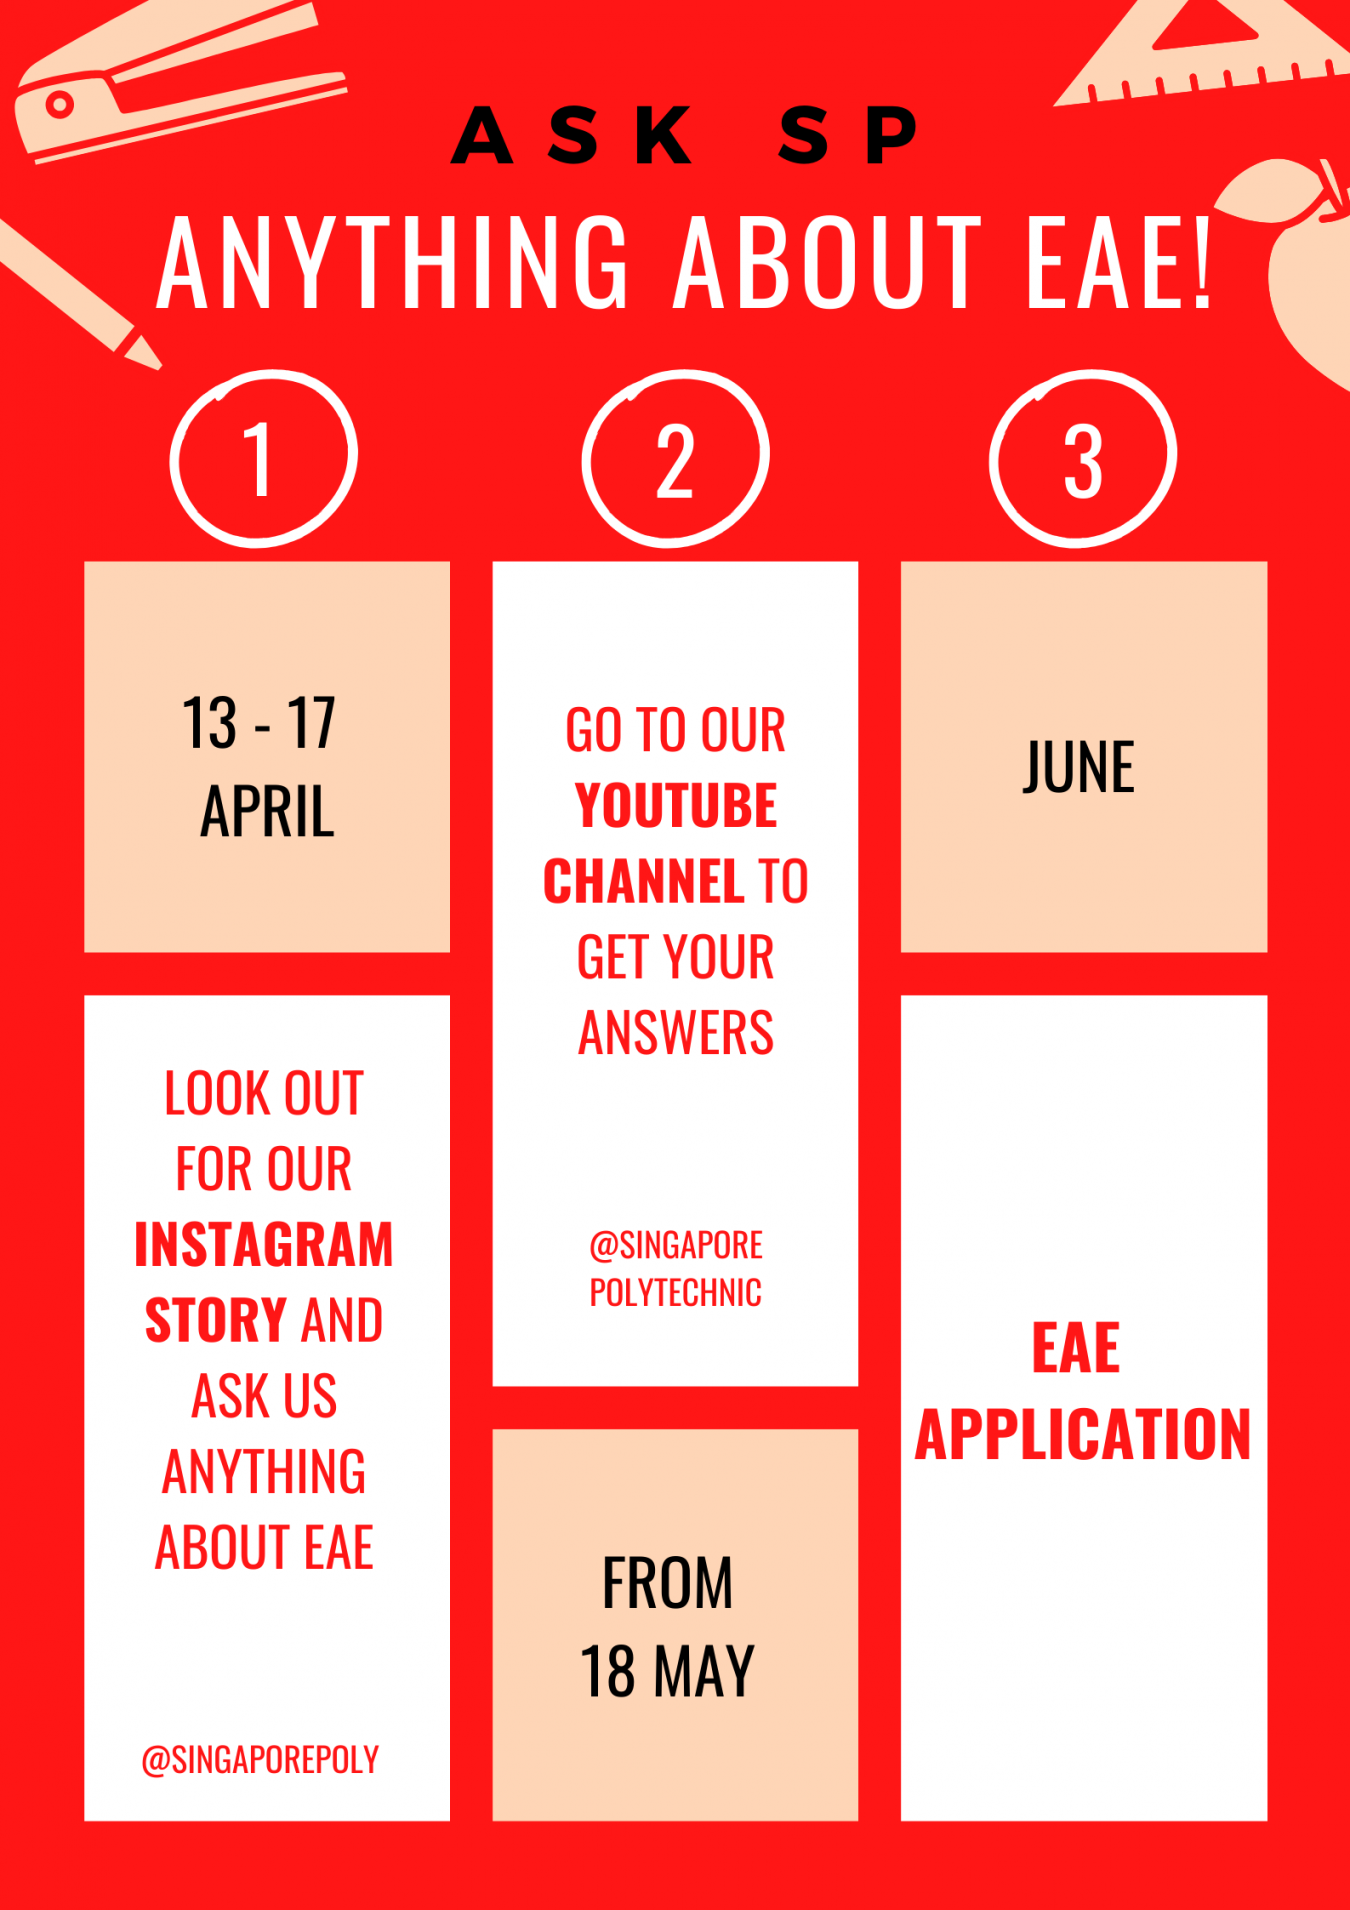 ASK SP
ANYTHING ABOUT EAE!
1
13 - 17
APRIL
LOOK OUT
FOR OUR
INSTAGRAM
STORY AND
ASK US
ANYTHING
ABOUT EAE
@SINGAPOREPOLY
2
GO TO OUR
YOUTUBE
CHANNEL TO
GET YOUR
ANSWERS
@SINGAPORE
POLYTECHNIC
FROM
18 MAY
3
JUNE
EAE
APPLICATION